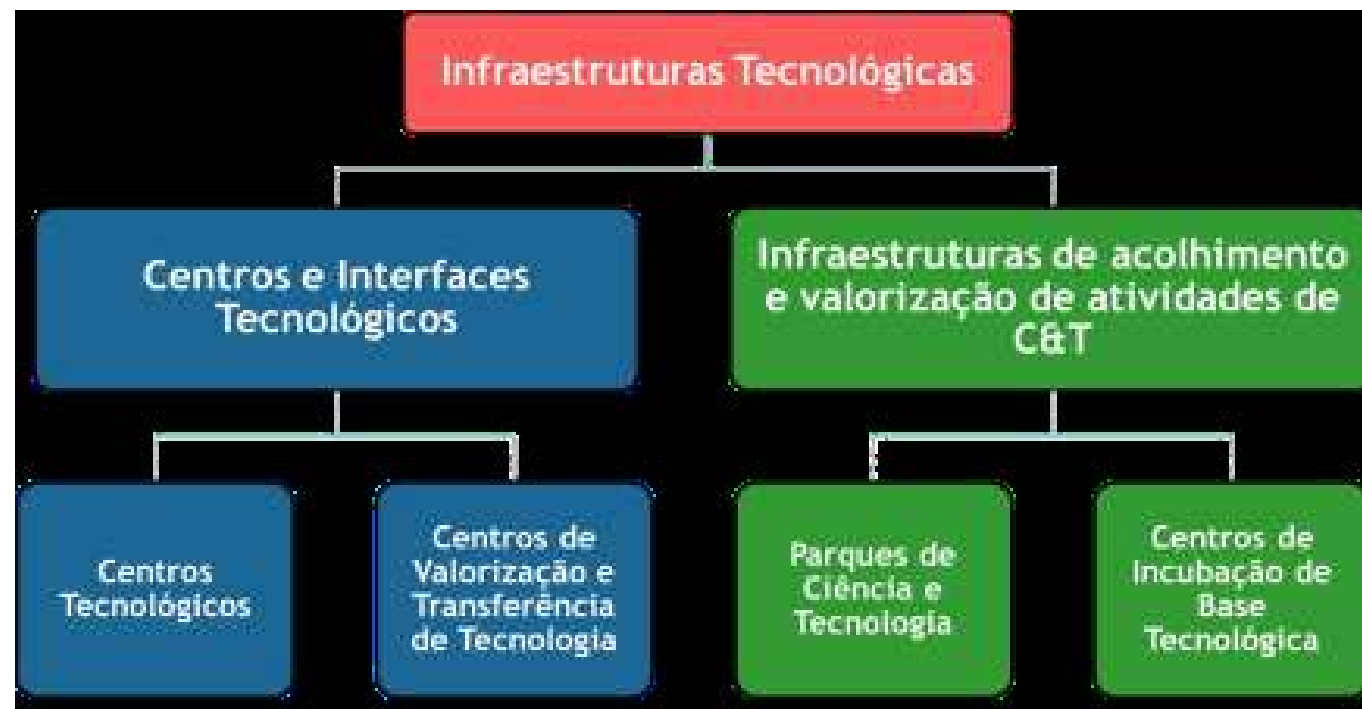 Infraestruturas Tecnológicas
Centros e Interfaces
Tecnológicos
Infraestruturas de acolhimento
e valorização de atividades de
C&T
Centros
Tecnológicos
Centros de
Valorização e
Transferência
de Tecnologia
Parques de
Ciência e
Tecnologia
Centros de
Incubação de
Base
Tecnológica